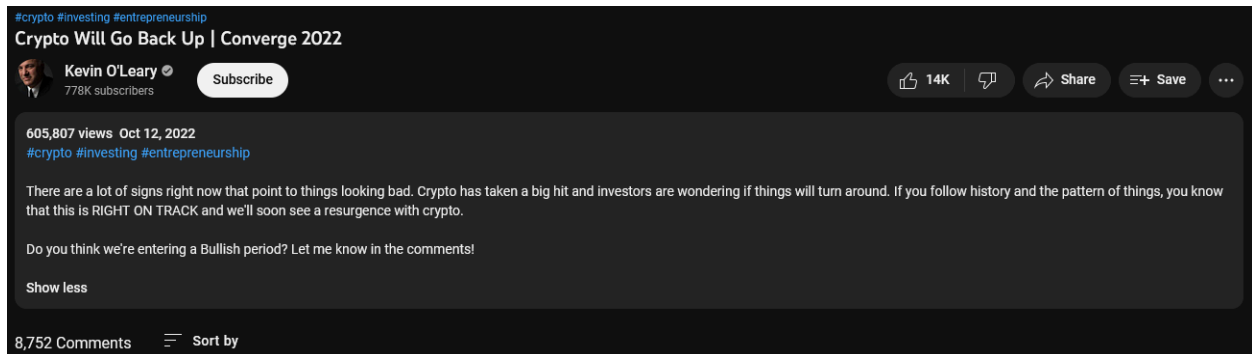 #crypto #investing #entrepreneurship
Crypto Will Go Back Up | Converge 2022
Kevin O'Leary
778K subscribers
Subscribe
14K
Share
Save
605,807 views Oct 12, 2022
#crypto #investing #entrepreneurship
There are a lot of signs right now that point to things looking bad. Crypto has taken a big hit and investors are wondering if things will turn around. If you follow history and the pattern of things, you know
that this is RIGHT ON TRACK and we'll soon see a resurgence with crypto.
Do you think we're entering a Bullish period? Let me know in the comments!
Show less
8,752 Comments
Sort by